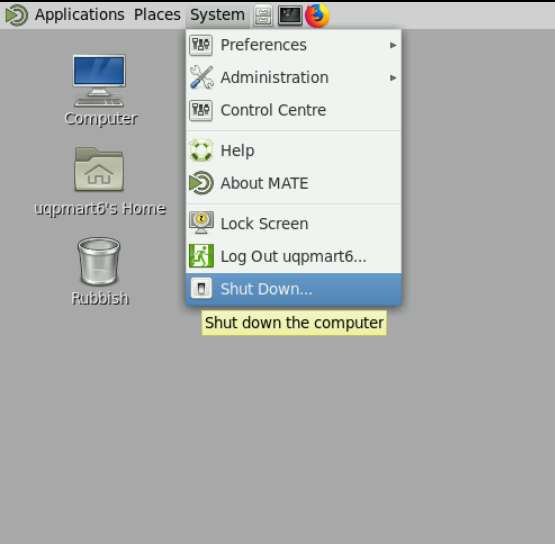 Applications Places System
Preferences
Administration
Control Centre
Help
About MATE
Lock Screen
Log Out uqpmart6...
Shut Down...
Shut down the computer
Computer
uqpmart6's Home
Rubbish